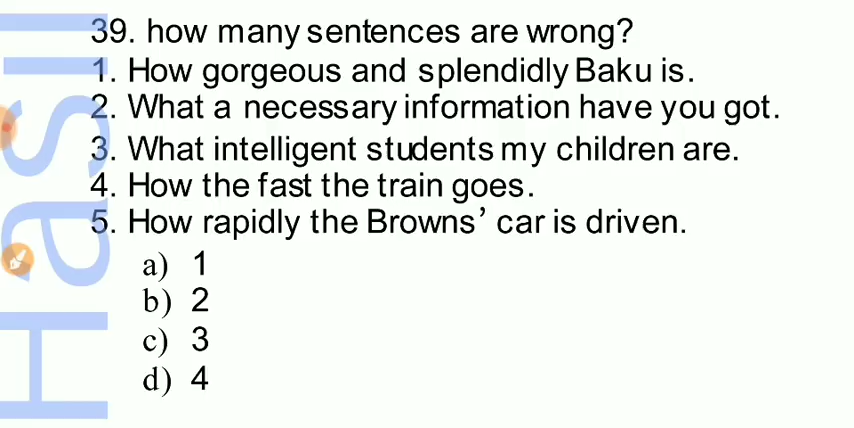 39. how many sentences are wrong?
1. How gorgeous and splendidly Baku is.
2. What a necessary information have you got.
3. What intelligent students my children are.
4. How the fast the train goes.
5. How rapidly the Browns’ car is driven.
a) 1
b) 2
c) 3
d) 4
Hasil